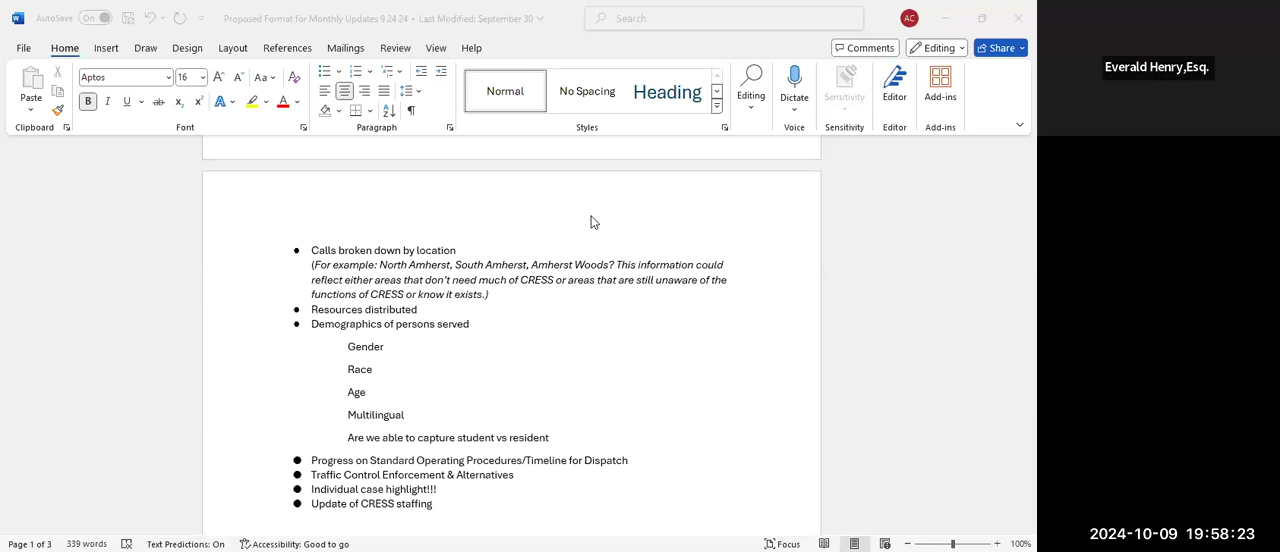 AutoSave On
Proposed Format for Monthly Updates 9.24 24 • Last Modified: September 30
Search
AC
File Home Insert Draw Design Layout References Mailings Review View Help
Comments Editing Share
Aptos 16
Paste
Normal No Spacing Heading
Editing Dictate Sensitivity Editor Add-ins
Clipboard Font Paragraph Styles Voice Sensitivity Editor Add-ins
Everald Henry,Esq.
● Calls broken down by location
(For example: North Amherst, South Amherst, Amherst Woods? This information could
reflect either areas that don't need much of CRESS or areas that are still unaware of the
functions of CRESS or know it exists.)
● Resources distributed
● Demographics of persons served
Gender
Race
Age
Multilingual
Are we able to capture student vs resident
● Progress on Standard Operating Procedures/Timeline for Dispatch
● Traffic Control Enforcement & Alternatives
● Individual case highlight!!!
● Update of CRESS staffing
Page 1 of 3 339 words Text Predictions: On Accessibility: Good to go Focus 100%
2024-10-09 19:58:23